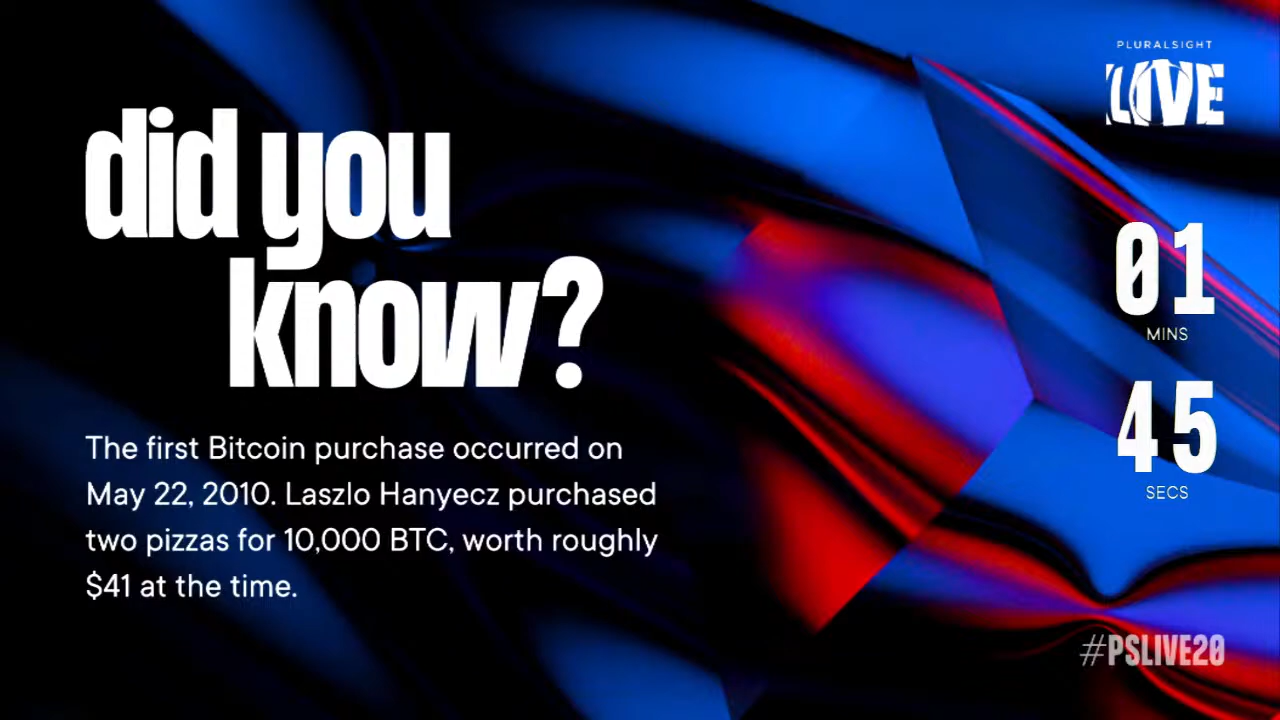 did you
know?
The first Bitcoin purchase occurred on
May 22, 2010. Laszlo Hanyecz purchased
two pizzas for 10,000 BTC, worth roughly
$41 at the time.
PLURALSIGHT
LIVE
01
MINS
45
SECS
#PSLIVE20